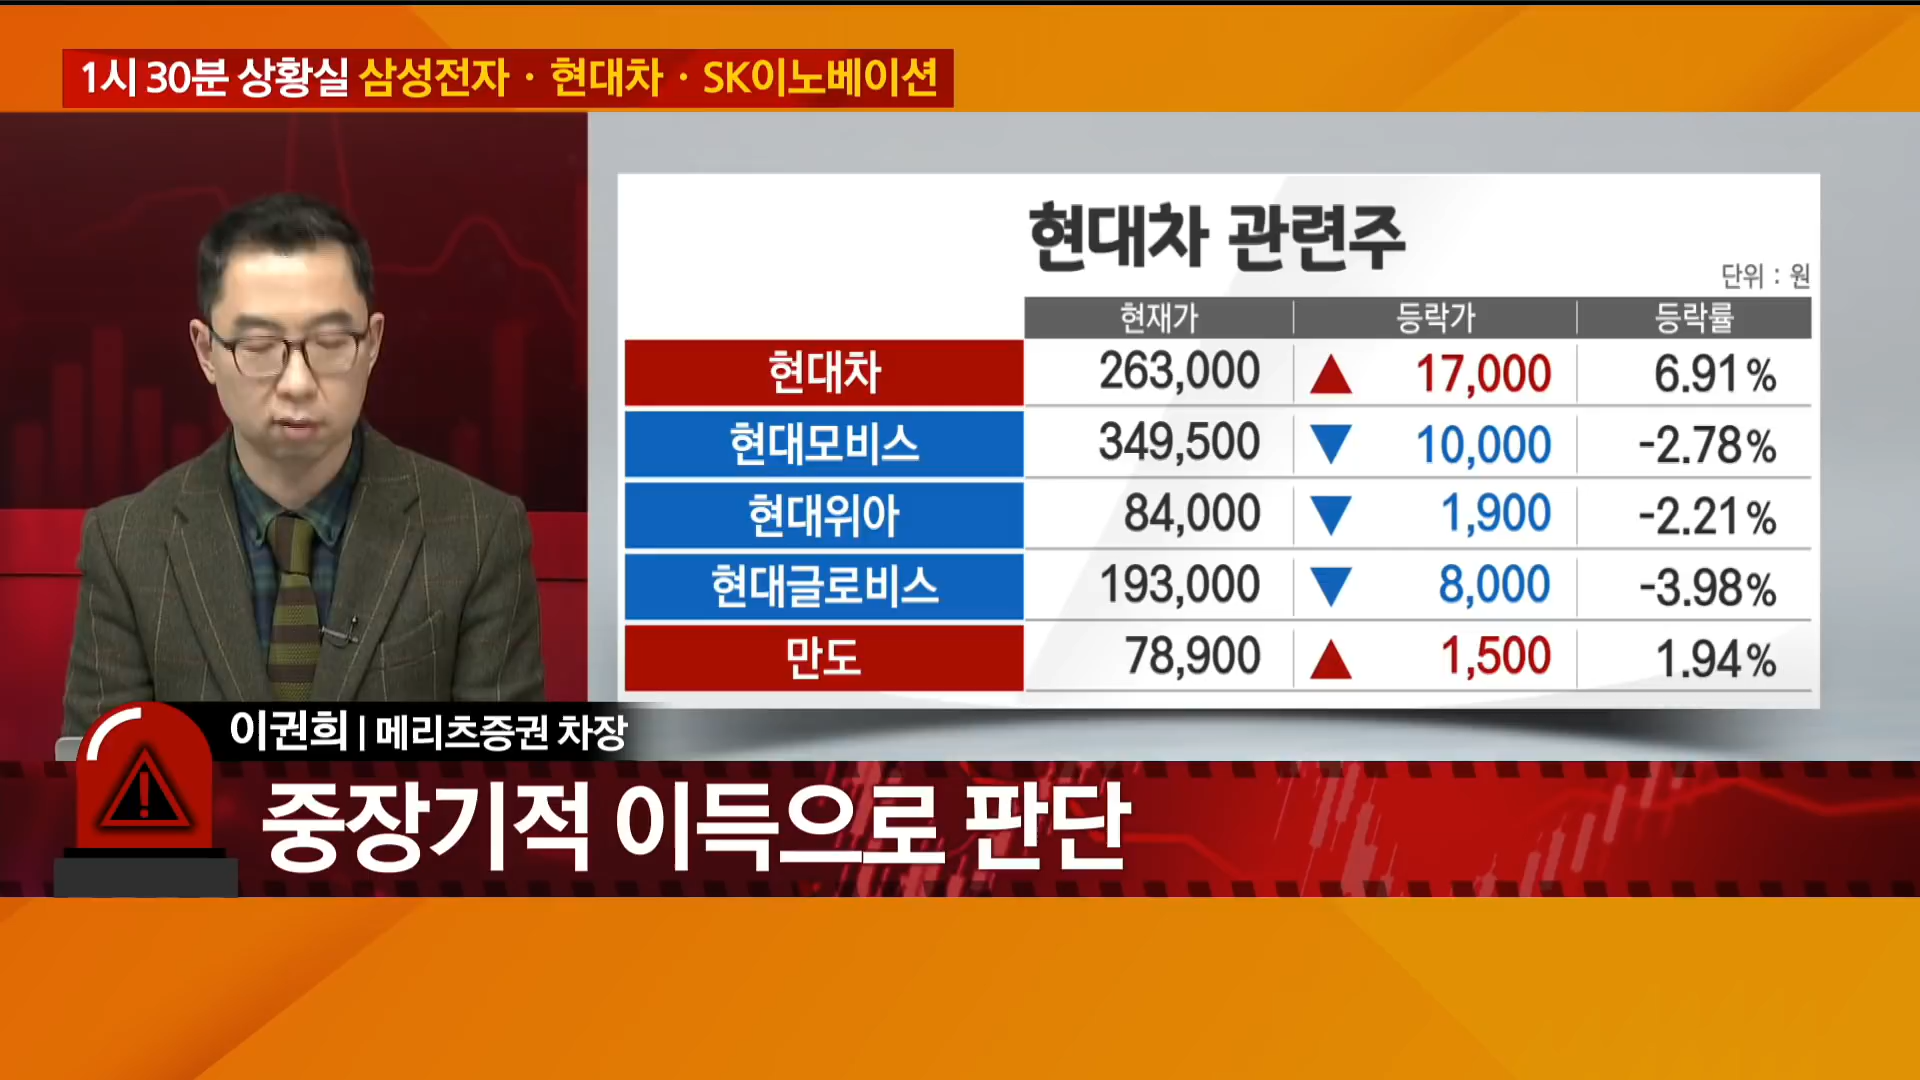 1시 30분 상황실 삼성전자 · 현대차 · SK이노베이션
현대차 관련주
단위 : 원
현재가 등락가 등락률
현대차 263,000 ▲ 17,000 6.91%
현대모비스 349,500 ▼ 10,000 -2.78%
현대위아 84,000 ▼ 1,900 -2.21%
현대글로비스 193,000 ▼ 8,000 -3.98%
만도 78,900 ▲ 1,500 1.94%
이권희 | 메리츠증권 차장
중장기적 이득으로 판단